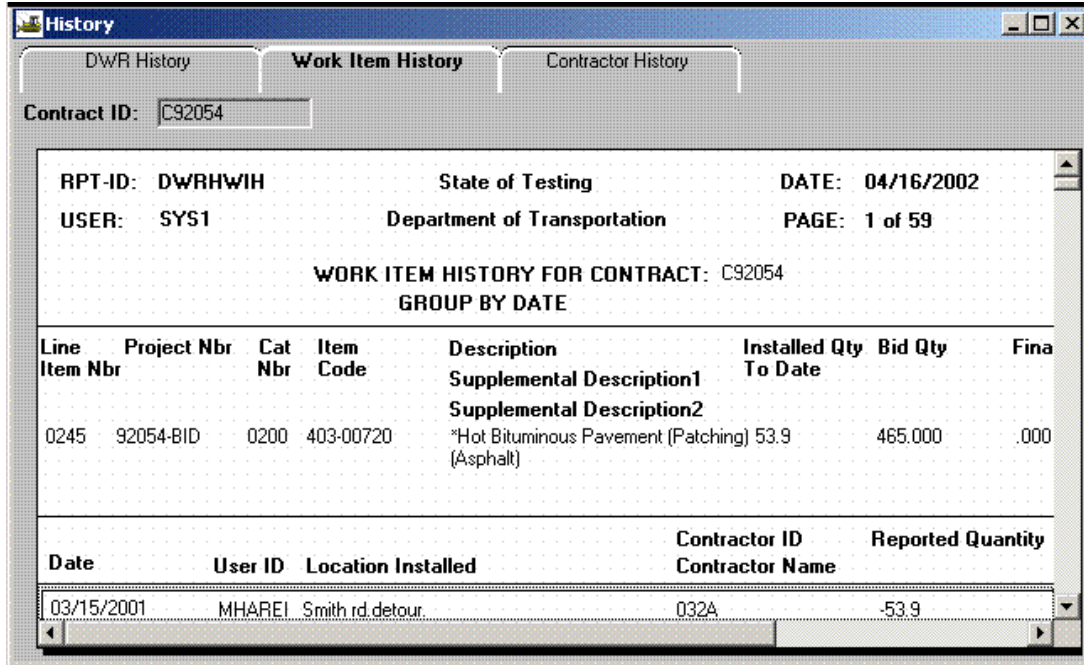 History
DWR History Work Item History Contractor History
Contract ID: C92054
RPT-ID: DWRHWIH State of Testing DATE: 04/16/2002
USER: SYS1 Department of Transportation PAGE: 1 of 59
WORK ITEM HISTORY FOR CONTRACT: C92054
GROUP BY DATE
Line Project Nbr Cat Item Description Installed Qty Bid Qty Fina
Item Nbr Nbr Code Supplemental Description1 To Date
Supplemental Description2
0245 92054-BID 0200 403-00720 *Hot Bituminous Pavement (Patching) 53.9 465.000 .000
(Asphalt)
Contractor ID Reported Quantity
Date User ID Location Installed Contractor Name
03/15/2001 MHAREI Smith rd.detour. 032A -53.9